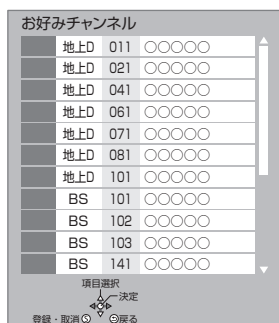 お好みチャンネル
地上D 011 ○○○○○
地上D 021 ○○○○○
地上D 041 ○○○○○
地上D 061 ○○○○○
地上D 071 ○○○○○
地上D 081 ○○○○○
地上D 101 ○○○○○
BS 101 ○○○○○
BS 102 ○○○○○
BS 103 ○○○○○
BS 141 ○○○○○
項目選択
決定
登録・取消Ⓢ 戻る